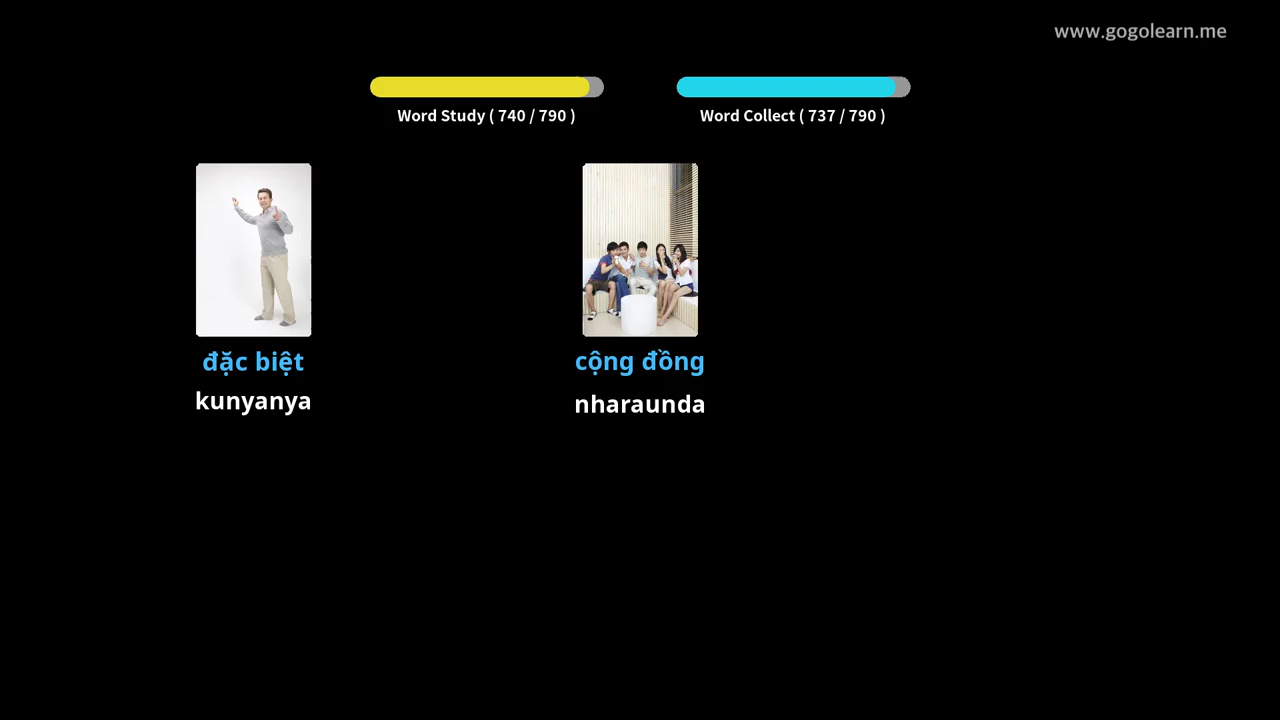 www.gogolearn.me
Word Study ( 740 / 790 )
Word Collect ( 737 / 790 )
đặc biệt
cộng đồng
kunyanya
nharaunda